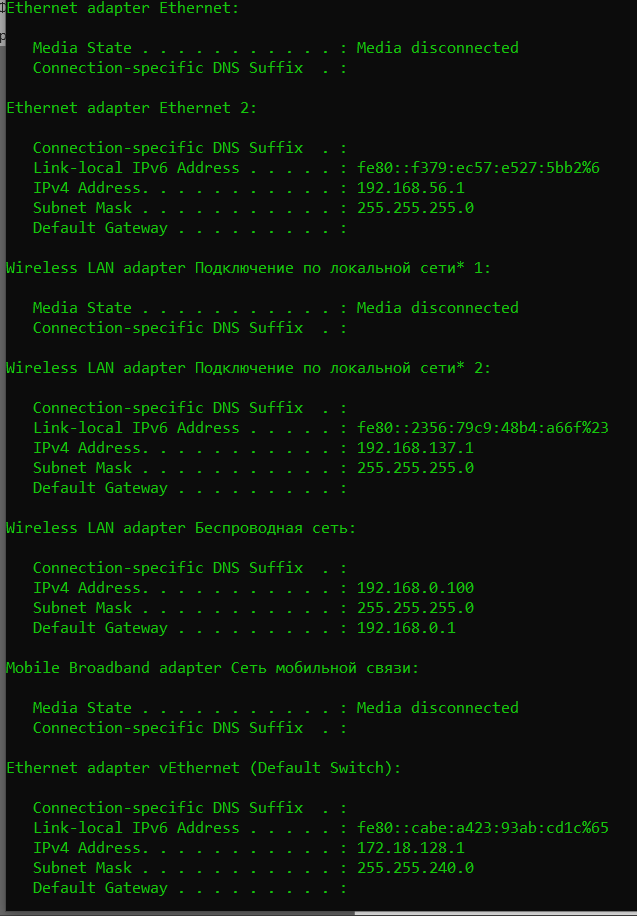 Ethernet adapter Ethernet:
Media State . . . . . . . . . . . : Media disconnected
Connection-specific DNS Suffix  . :
Ethernet adapter Ethernet 2:
Connection-specific DNS Suffix  . :
Link-local IPv6 Address . . . . . : fe80::f379:ec57:e527:5bb2%6
IPv4 Address. . . . . . . . . . . : 192.168.56.1
Subnet Mask . . . . . . . . . . . : 255.255.255.0
Default Gateway . . . . . . . . . :
Wireless LAN adapter Подключение по локальной сети* 1:
Media State . . . . . . . . . . . : Media disconnected
Connection-specific DNS Suffix  . :
Wireless LAN adapter Подключение по локальной сети* 2:
Connection-specific DNS Suffix  . :
Link-local IPv6 Address . . . . . : fe80::2356:79c9:48b4:a66f%23
IPv4 Address. . . . . . . . . . . : 192.168.137.1
Subnet Mask . . . . . . . . . . . : 255.255.255.0
Default Gateway . . . . . . . . . :
Wireless LAN adapter Беспроводная сеть:
Connection-specific DNS Suffix  . :
IPv4 Address. . . . . . . . . . . : 192.168.0.100
Subnet Mask . . . . . . . . . . . : 255.255.255.0
Default Gateway . . . . . . . . . : 192.168.0.1
Mobile Broadband adapter Сеть мобильной связи:
Media State . . . . . . . . . . . : Media disconnected
Connection-specific DNS Suffix  . :
Ethernet adapter vEthernet (Default Switch):
Connection-specific DNS Suffix  . :
Link-local IPv6 Address . . . . . : fe80::cabe:a423:93ab:cd1c%65
IPv4 Address. . . . . . . . . . . : 172.18.128.1
Subnet Mask . . . . . . . . . . . : 255.255.240.0
Default Gateway . . . . . . . . . :